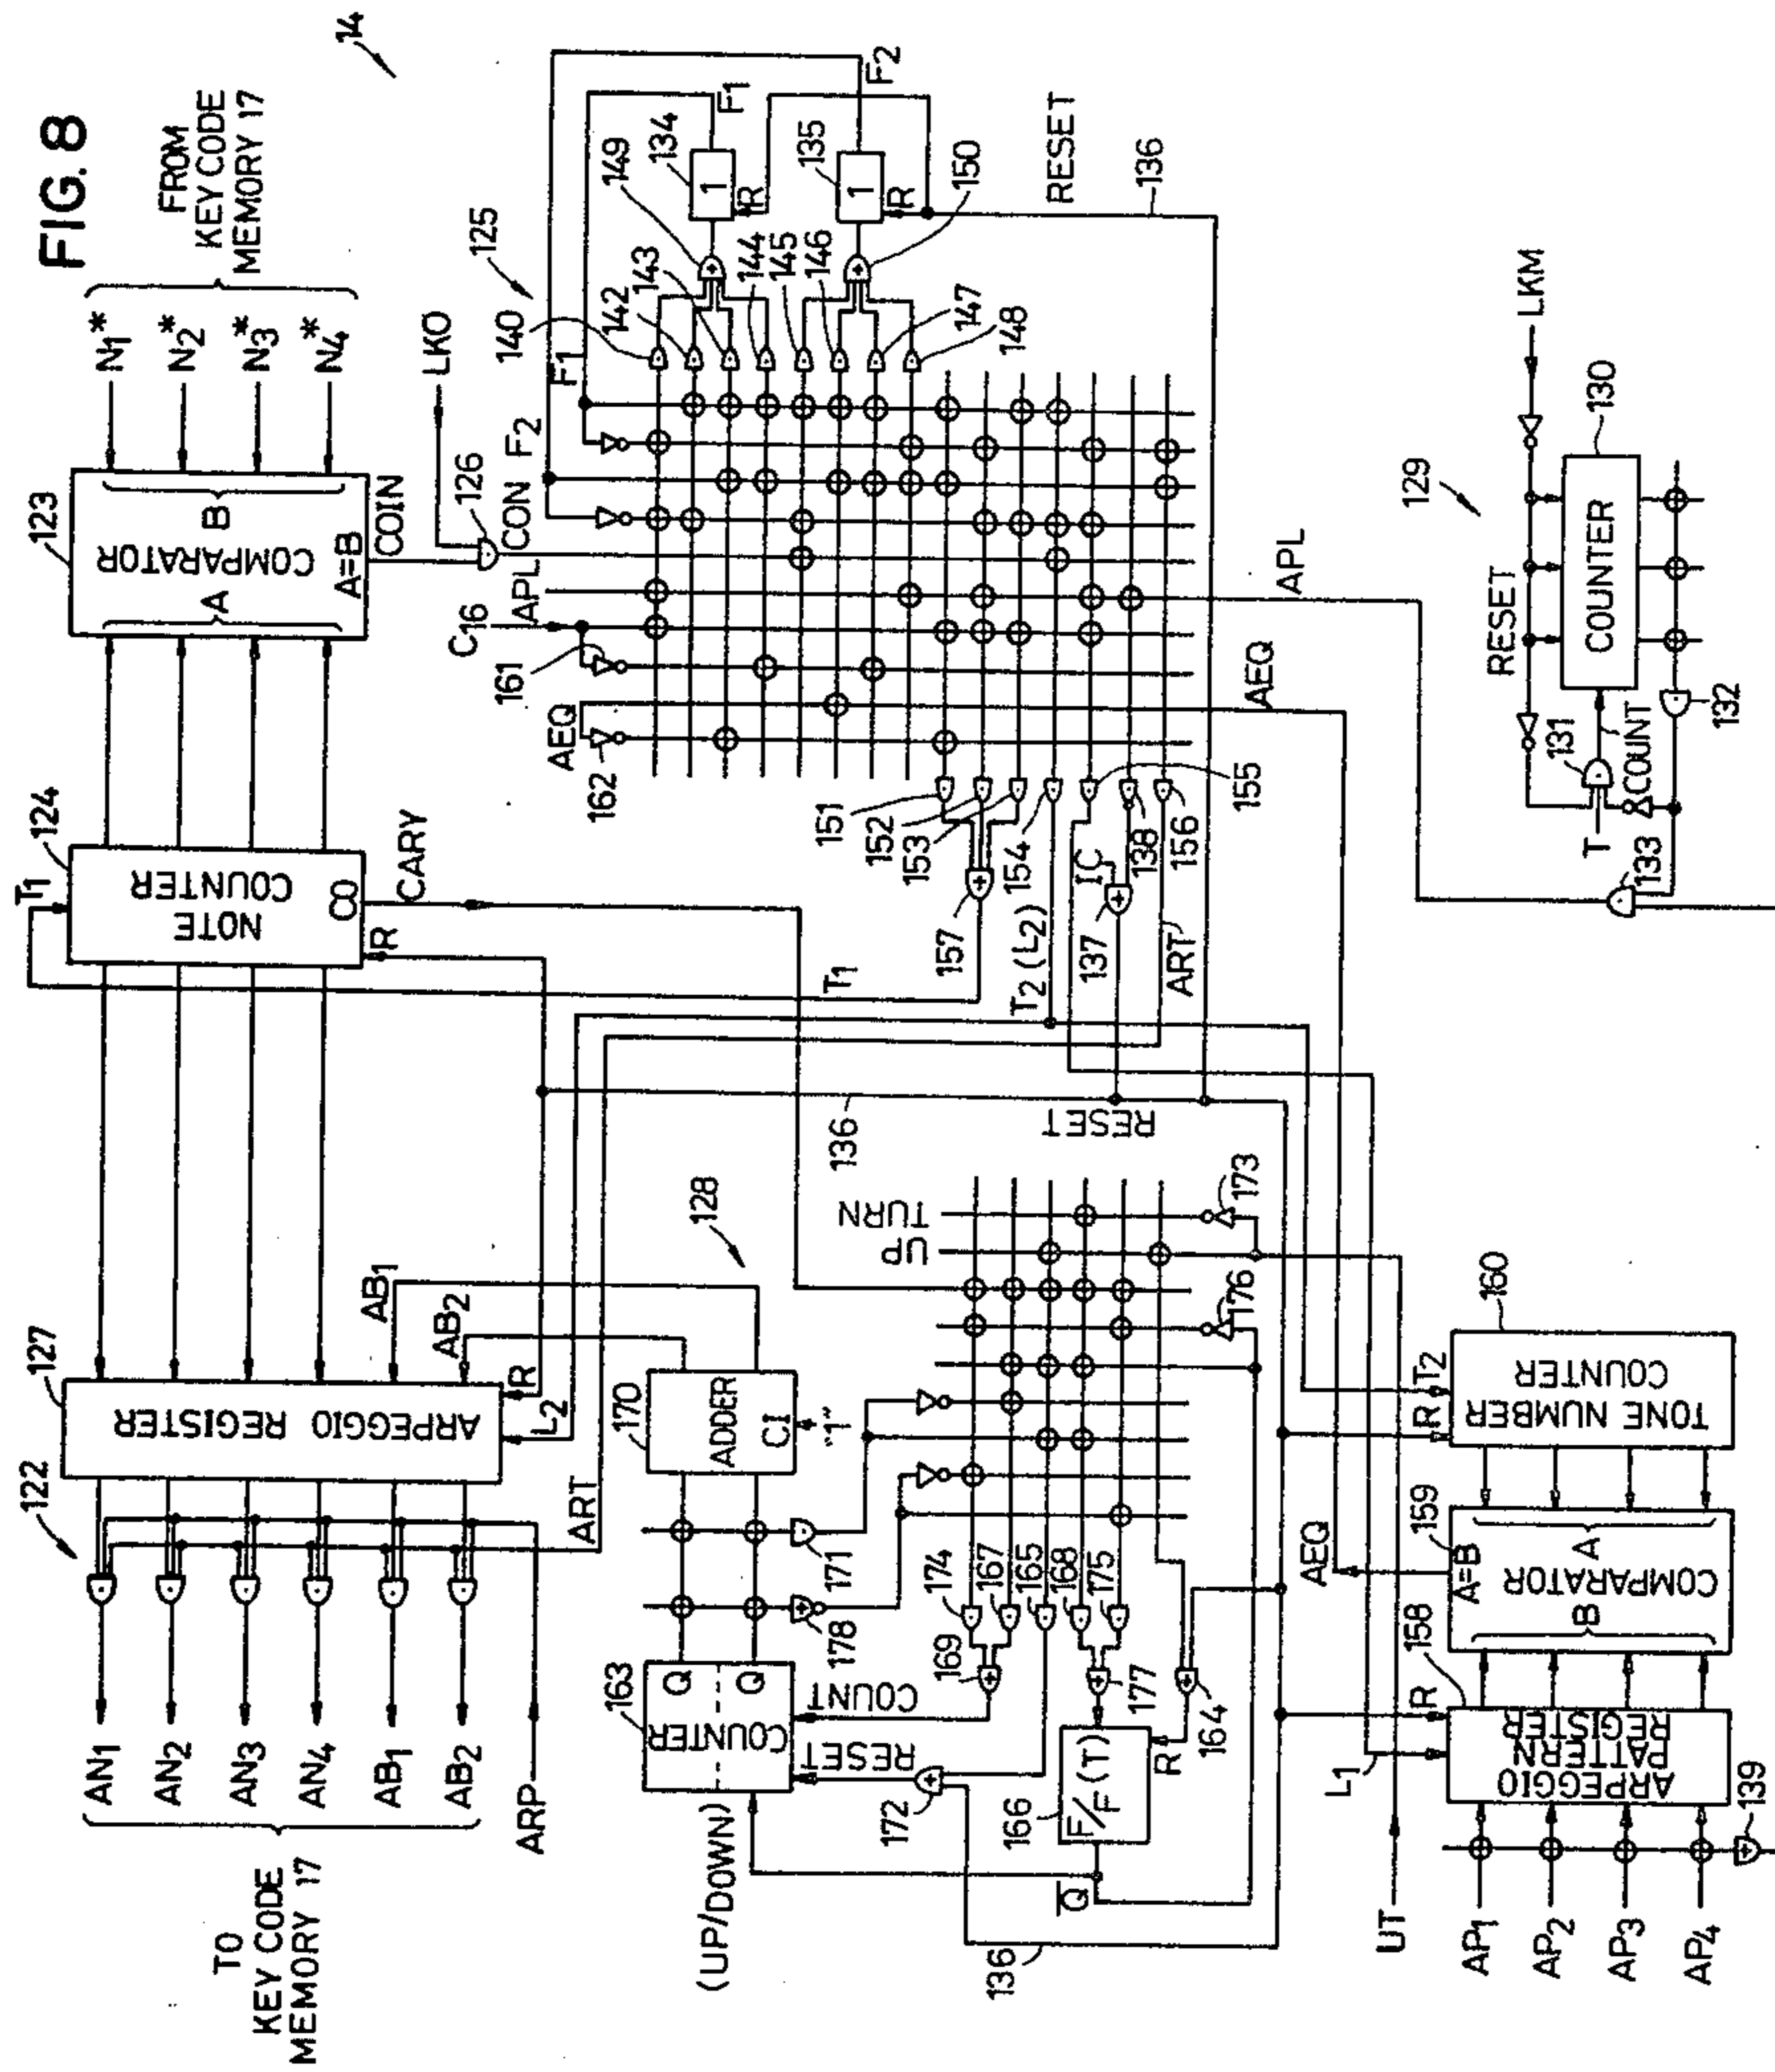 FIG. 8
14
FROM
KEY CODE
MEMORY 17
N1*
N2*
N3*
N4*
123
COMPARATOR
A
B
A=B
COIN
LKO
126
CON
124
NOTE
COUNTER
CO
CARY
R
T1
122
127
ARPEGGIO REGISTER
R
L2
AB1
AB2
ART
AN1
AN2
AN3
AN4
AB1
AB2
ARP
TO
KEY CODE
MEMORY 17
125
140
142
143
144
145
146
147
148
149
150
134
1
R
F1
135
1
R
F2
F1
F2
RESET
136
C16
APL
161
AEQ
162
151
152
153
154
155
138
156
157
T1
T2 (L2)
IC
137
ART
APL
AEQ
136
RESET
128
170
ADDER
CI
"1"
171
178
163
COUNTER
Q
Q
COUNT
RESET
(UP/DOWN)
172
169
174
167
165
168
175
177
164
166
F/F (T)
R
Q
136
UP
TURN
173
176
129
130
COUNTER
RESET
LKM
131
COUNT
T
132
133
160
TONE NUMBER
COUNTER
R
T2
159
COMPARATOR
A=B
A
B
AEQ
158
ARPEGGIO
PATTERN
REGISTER
R
L1
UT
AP1
AP2
AP3
AP4
139